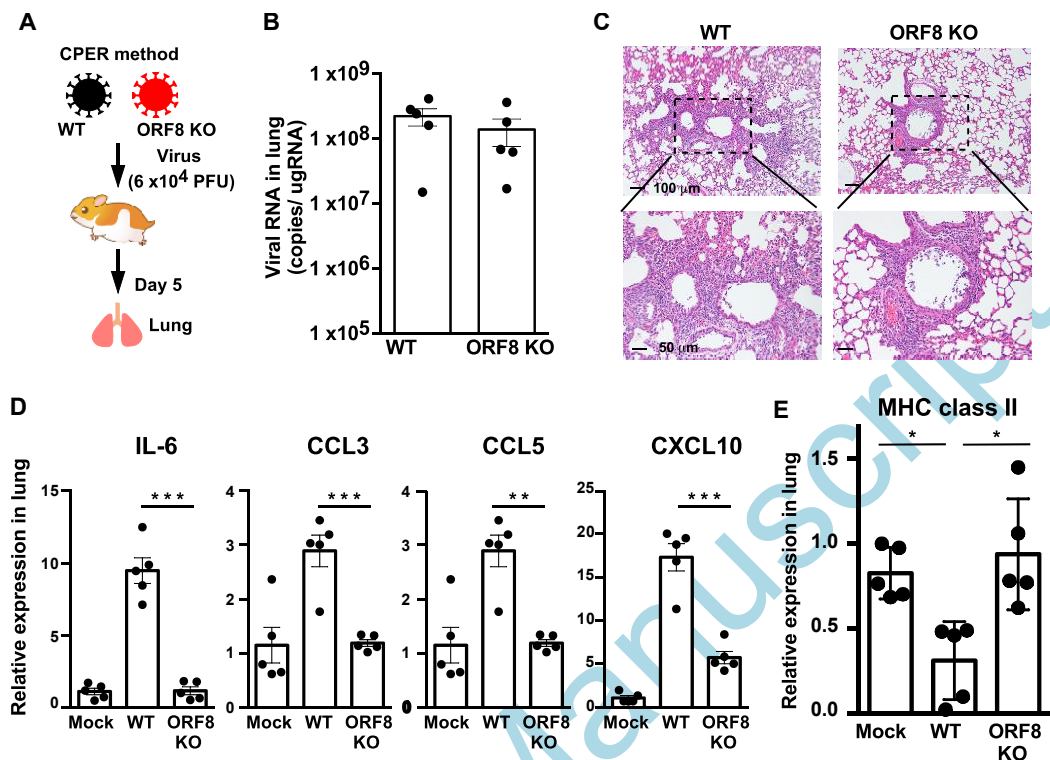 A
CPER method
WT
ORF8 KO
Virus
(6 x10⁴ PFU)
Day 5
Lung
B
Viral RNA in lung
(copies/ ugRNA)
1 x10⁹
1 x10⁸
1 x10⁷
1 x10⁶
1 x10⁵
WT
ORF8 KO
C
WT
ORF8 KO
100 μm
50 μm
D
Relative expression in lung
IL-6
15
10
5
0
***
Mock
WT
ORF8
KO
CCL3
4
3
2
1
0
***
Mock
WT
ORF8
KO
CCL5
4
3
2
1
0
**
Mock
WT
ORF8
KO
CXCL10
25
20
15
10
5
0
***
Mock
WT
ORF8
KO
E
MHC class II
Relative expression in lung
1.5
1.0
0.5
0.0
*
*
Mock
WT
ORF8
KO
Manuscrip